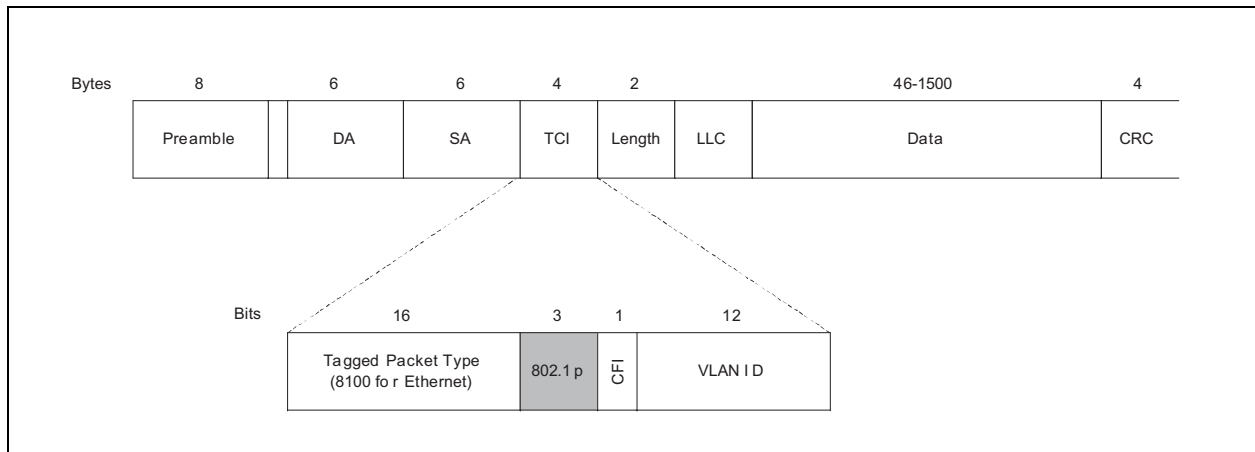 Bytes 8 6 6 4 2 46-1500 4
Preamble DA SA TCI Length LLC Data CRC
Bits 16 3 1 12
Tagged Packet Type
(8100 fo r Ethernet)
802.1 p CFI VLAN I D